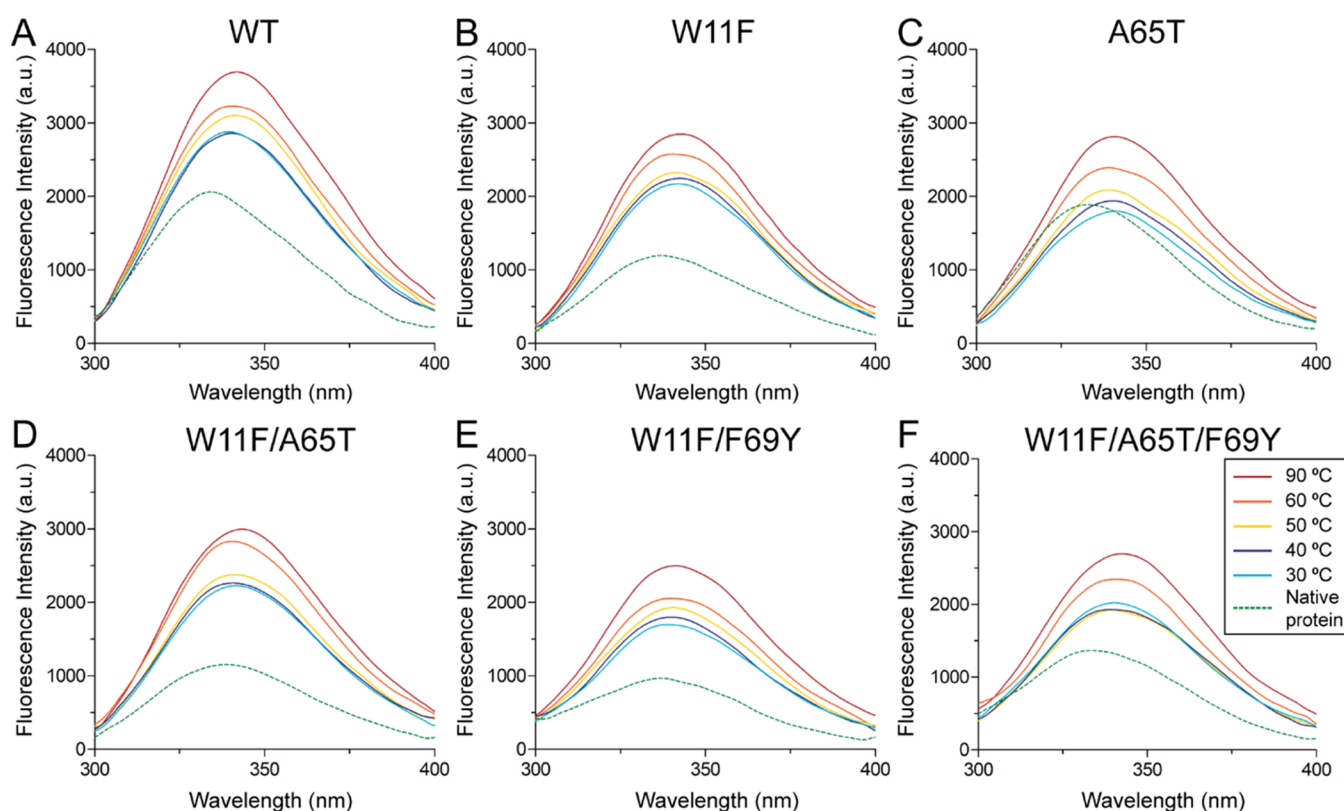 A
WT
4000
3000
2000
1000
0
300
350
400
Fluorescence Intensity (a.u.)
Wavelength (nm)
B
W11F
4000
3000
2000
1000
0
300
350
400
Fluorescence Intensity (a.u.)
Wavelength (nm)
C
A65T
4000
3000
2000
1000
0
300
350
400
Fluorescence Intensity (a.u.)
Wavelength (nm)
D
W11F/A65T
4000
3000
2000
1000
0
300
350
400
Fluorescence Intensity (a.u.)
Wavelength (nm)
E
W11F/F69Y
4000
3000
2000
1000
0
300
350
400
Fluorescence Intensity (a.u.)
Wavelength (nm)
F
W11F/A65T/F69Y
4000
3000
2000
1000
0
300
350
400
Fluorescence Intensity (a.u.)
Wavelength (nm)
90 ºC
60 ºC
50 ºC
40 ºC
30 ºC
Native
protein